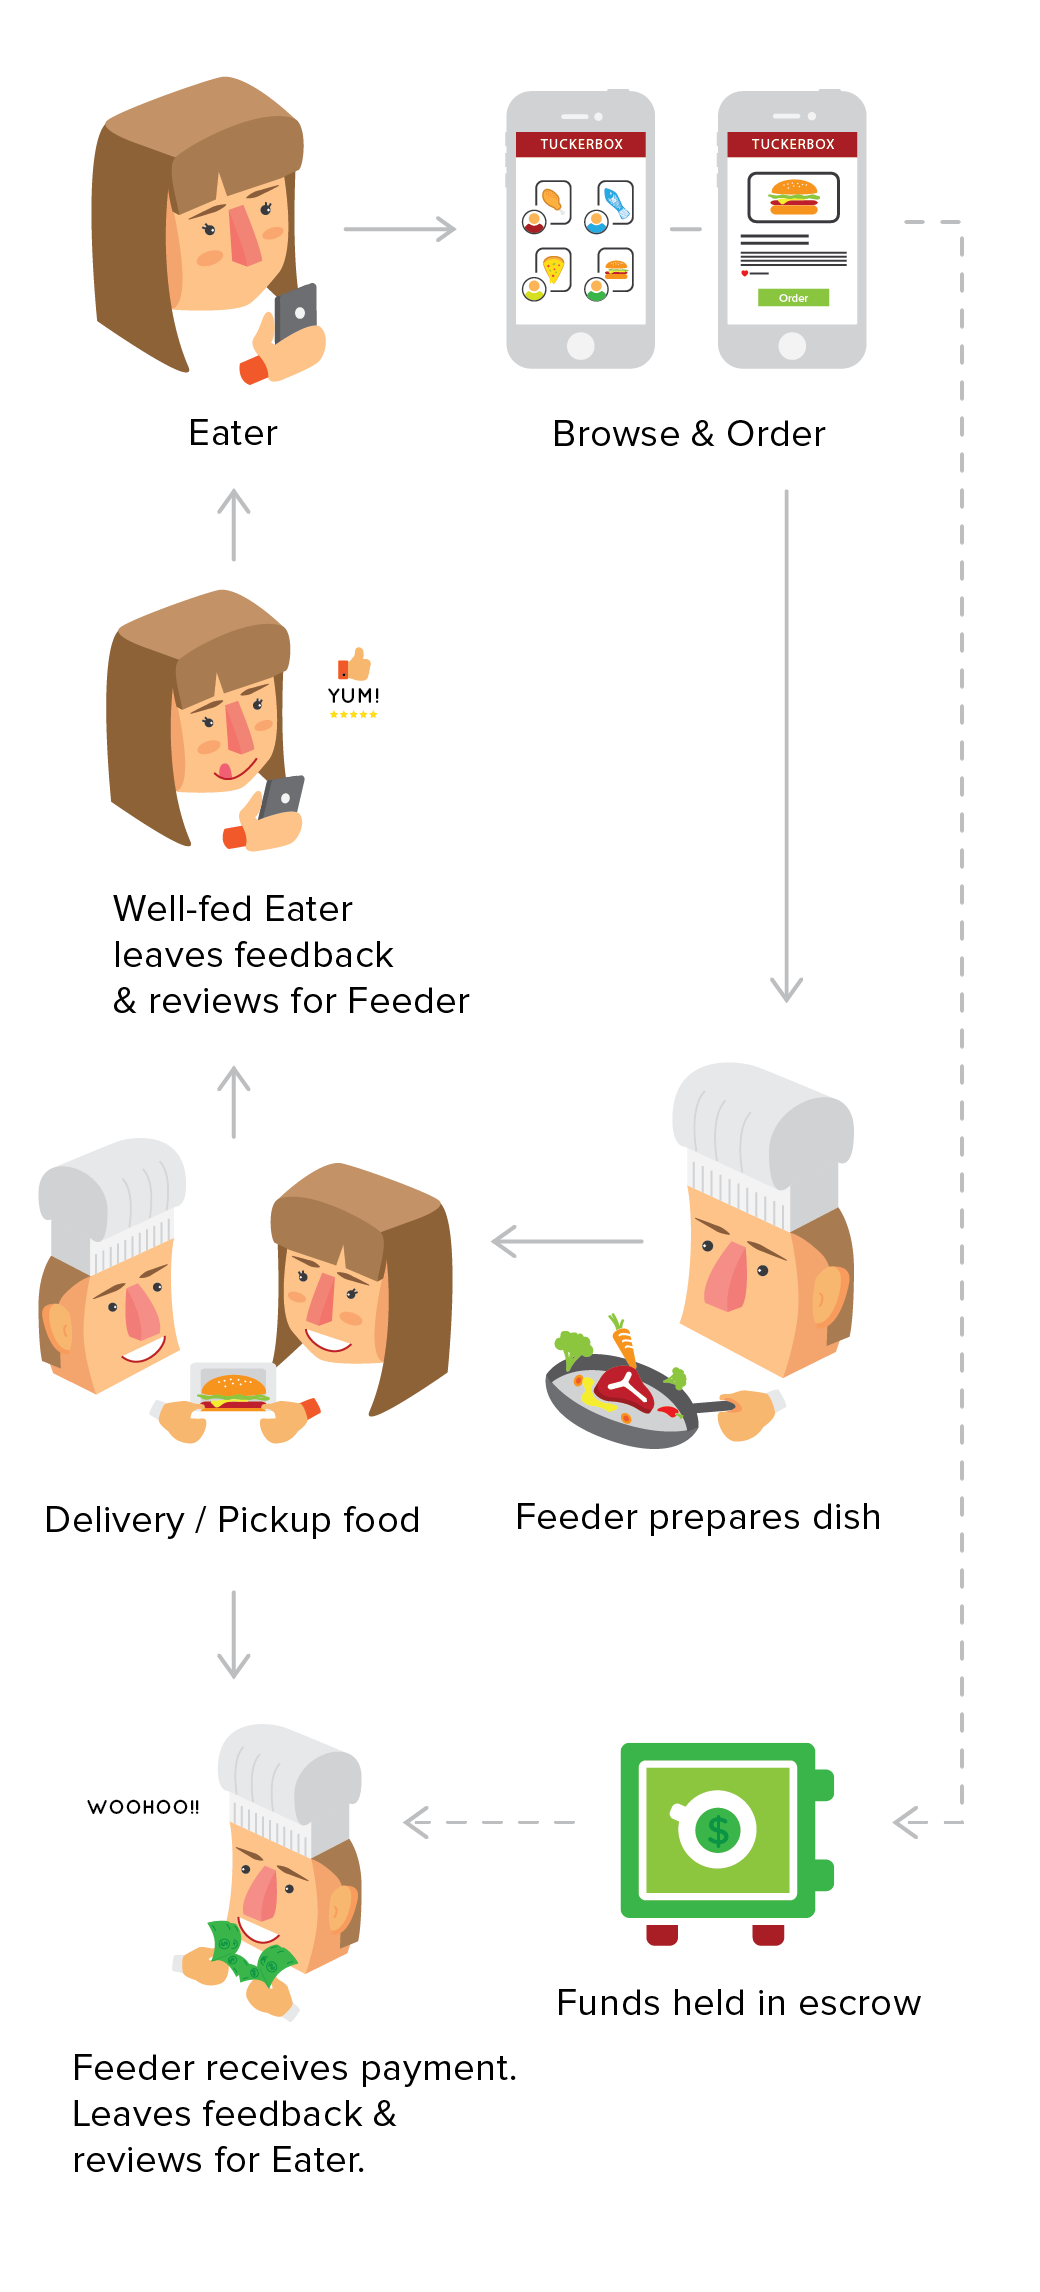 TUCKERBOX
TUCKERBOX
Order
Eater
Browse & Order
YUM!
Well-fed Eater
leaves feedback
& reviews for Feeder
Delivery / Pickup food
Feeder prepares dish
WOOHOO!!
$
Funds held in escrow
Feeder receives payment.
Leaves feedback &
reviews for Eater.